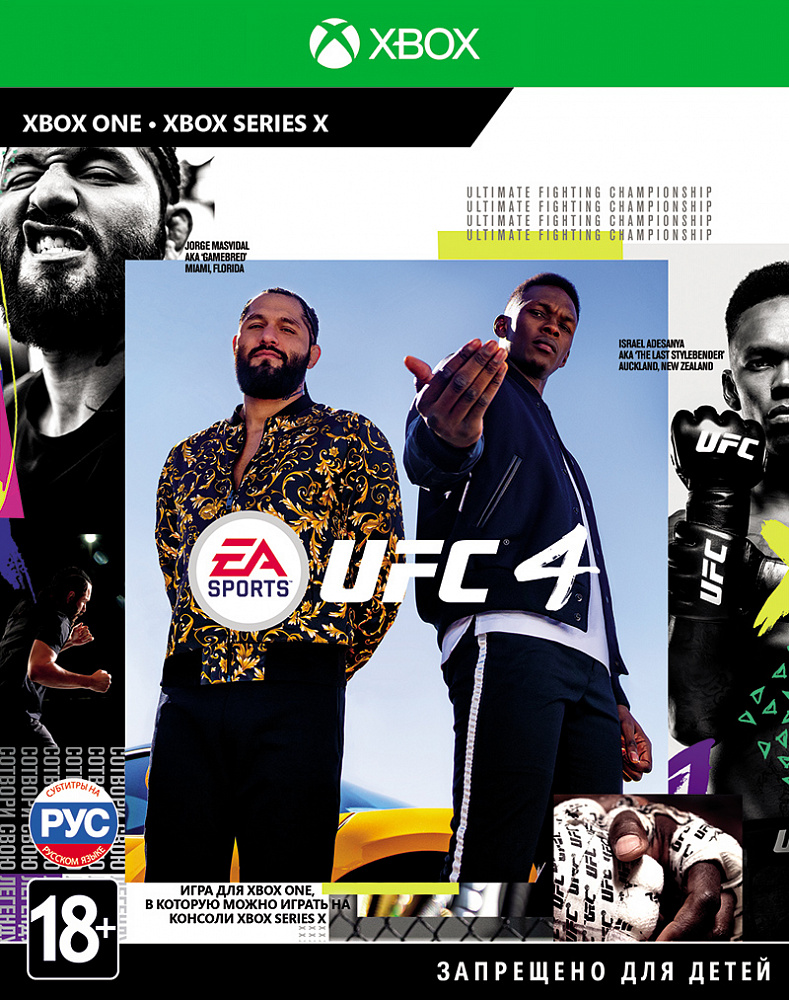 XBOX
XBOX ONE • XBOX SERIES X
ULTIMATE FIGHTING CHAMPIONSHIP
ULTIMATE FIGHTING CHAMPIONSHIP
ULTIMATE FIGHTING CHAMPIONSHIP
ULTIMATE FIGHTING CHAMPIONSHIP
JORGE MASVIDAL
AKA 'GAMEBRED'
MIAMI, FLORIDA
ISRAEL ADESANYA
AKA 'THE LAST STYLEBENDER'
AUCKLAND, NEW ZEALAND
UFC
UFC
EA
SPORTS™
UFC® 4
СОТВОРИ СВОЮ ЛЕГЕНДУ
СУБТИТРЫ НА
РУС
РУССКОМ ЯЗЫКЕ
UFC UFC
ИГРА ДЛЯ XBOX ONE,
В КОТОРУЮ МОЖНО ИГРАТЬ НА
КОНСОЛИ XBOX SERIES X
18+
ЗАПРЕЩЕНО ДЛЯ ДЕТЕЙ